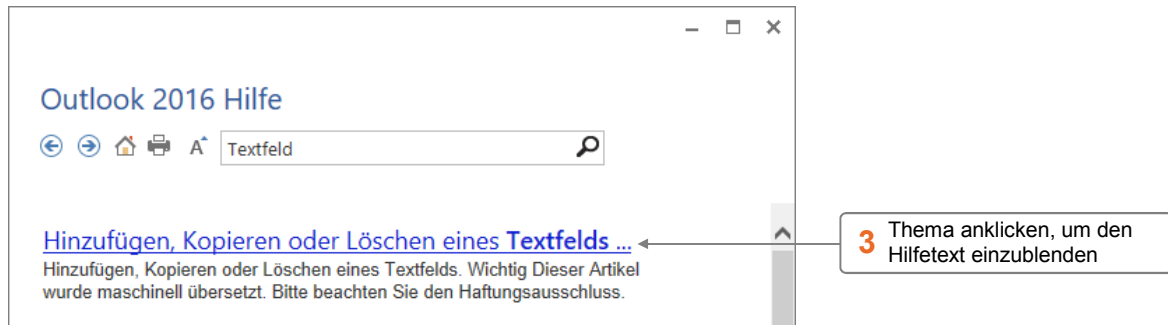 Outlook 2016 Hilfe
A
Textfeld
Hinzufügen, Kopieren oder Löschen eines Textfelds ...
Hinzufügen, Kopieren oder Löschen eines Textfelds. Wichtig Dieser Artikel
wurde maschinell übersetzt. Bitte beachten Sie den Haftungsausschluss.
3 Thema anklicken, um den
Hilfetext einzublenden